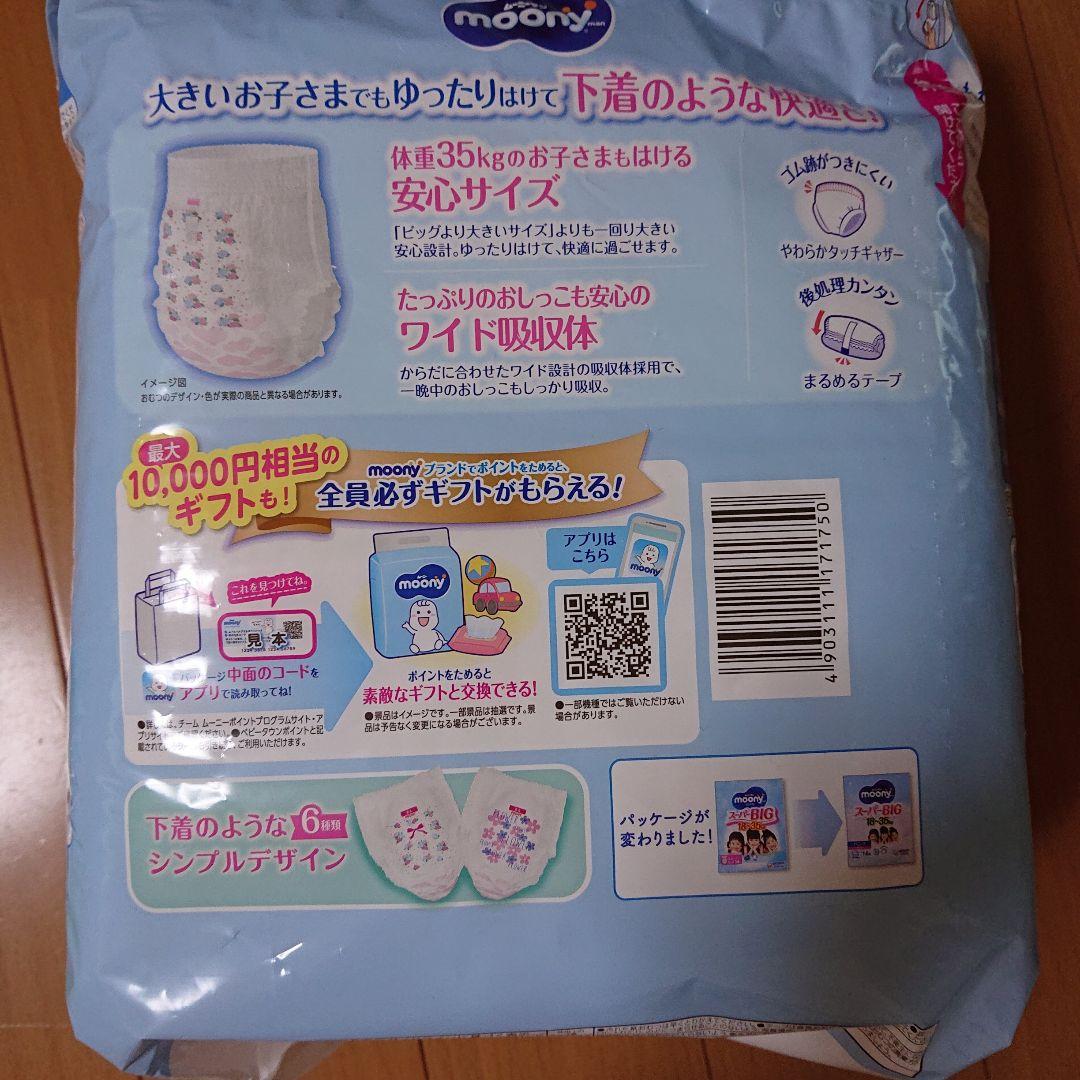 moony man
大きいお子さまでもゆったりはけて下着のような快適さ!
体重35kgのお子さまもはける
安心サイズ
「ビッグより大きいサイズ」よりも一回り大きい
安心設計。ゆったりはけて、快適に過ごせます。
たっぷりのおしっこも安心の
ワイド吸収体
からだに合わせたワイド設計の吸収体採用で、
一晩中のおしっこもしっかり吸収。
ゴム跡がつきにくい
やわらかタッチギャザー
後処理カンタン
まるめるテープ
イメージ図
おむつのデザイン・色が実際の商品と異なる場合があります。
最大
10,000円相当の
ギフトも!
moonyブランドでポイントをためると、
全員必ずギフトがもらえる!
これを見つけてね。
見本
パッケージ中面のコードを
アプリで読み取ってね!
moony
moony
ポイントをためると
素敵なギフトと交換できる!
●景品はイメージです。一部景品は抽選です。景
品は予告なく変更になる場合がございます。
アプリは
こちら
moony
●一部機種ではご覧いただけない
場合があります。
4903111171750
下着のような6種類
シンプルデザイン
パッケージが
変わりました!
moony
スーパーBIG
moony
スーパーBIG
18~35kg